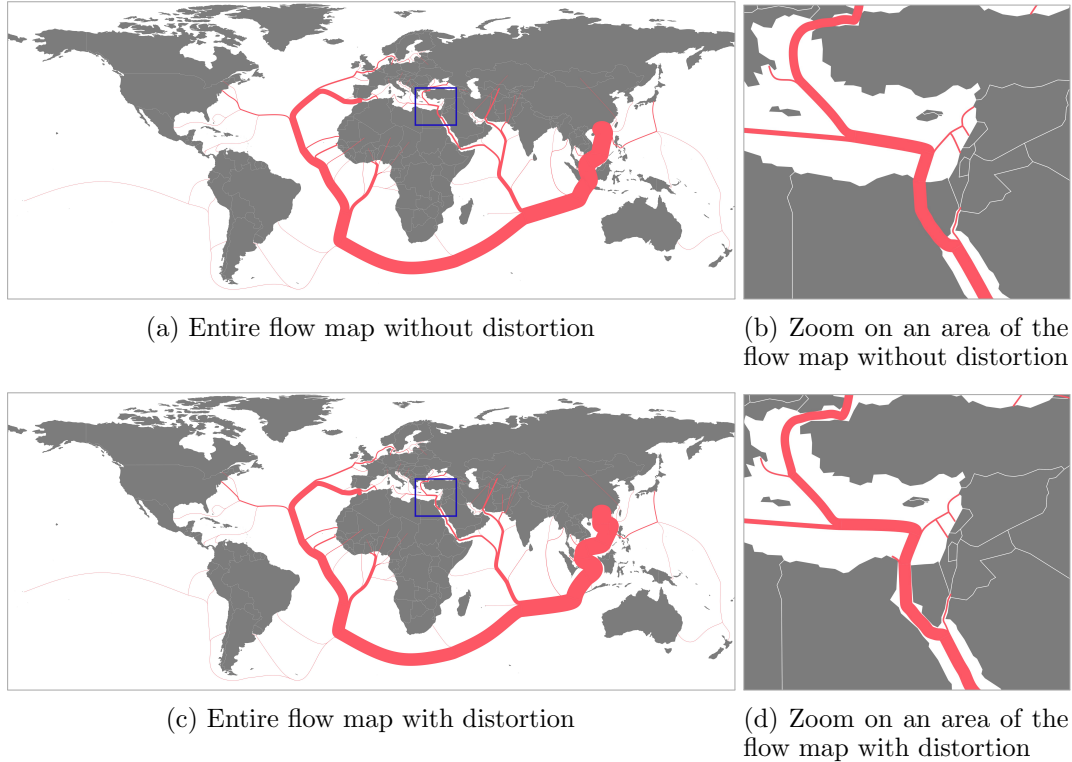 (a) Entire flow map without distortion
(b) Zoom on an area of the
flow map without distortion
(c) Entire flow map with distortion
(d) Zoom on an area of the
flow map with distortion